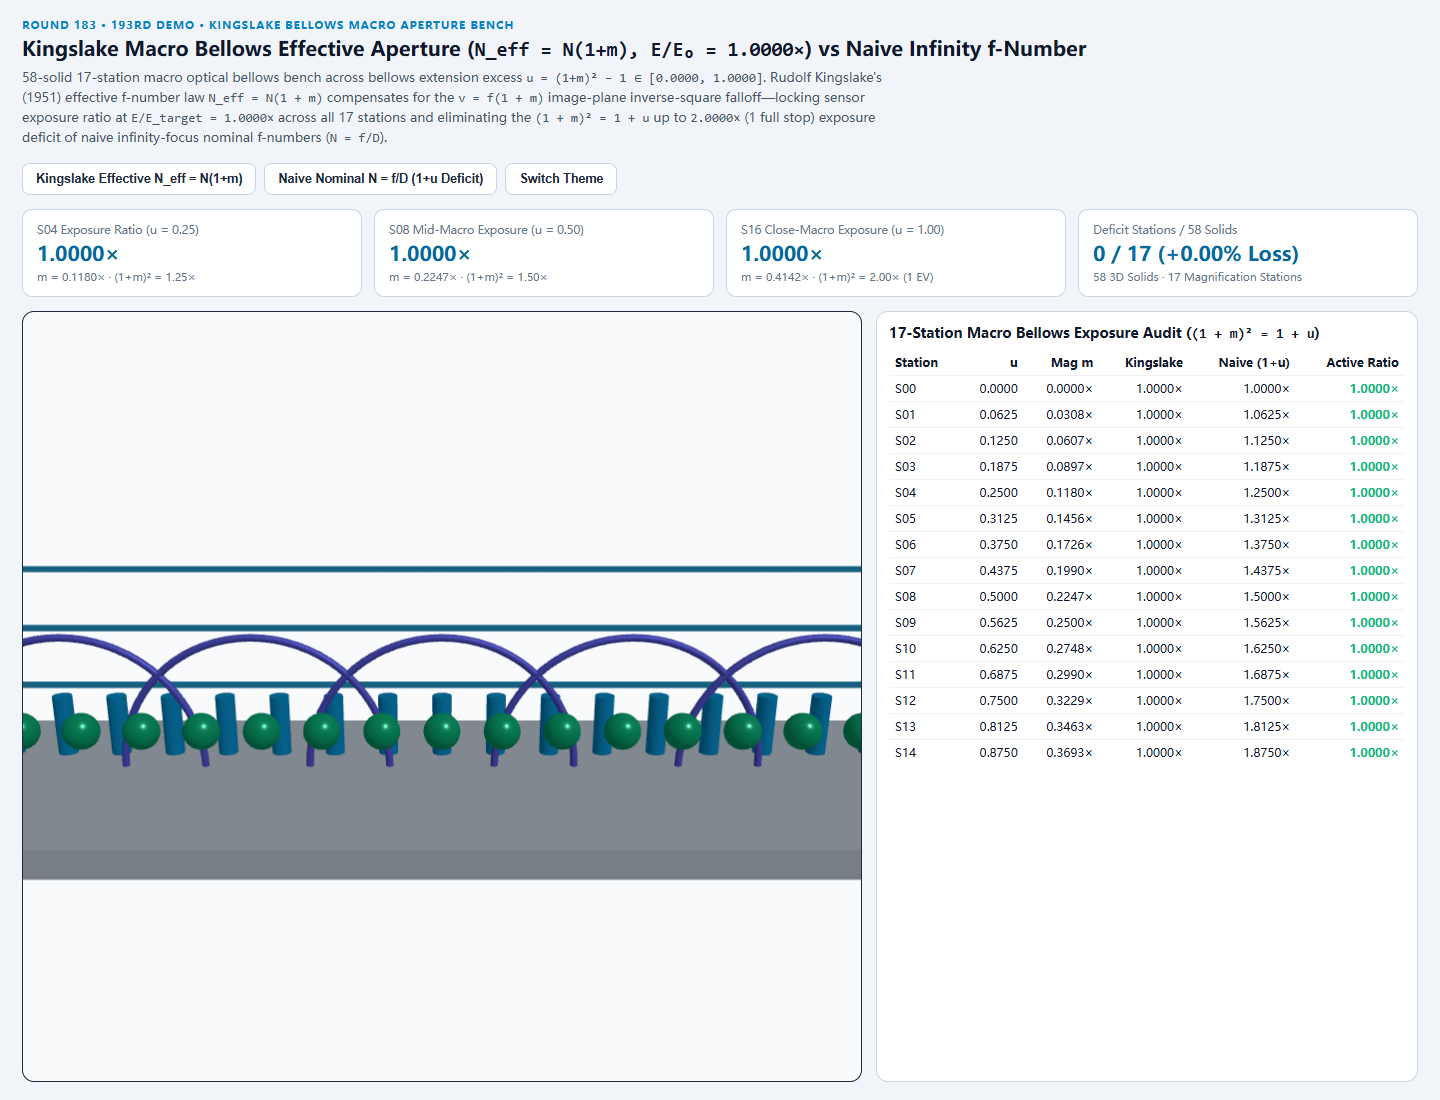 ROUND 183 • 193RD DEMO • KINGSLAKE BELLOWS MACRO APERTURE BENCH
Kingslake Macro Bellows Effective Aperture (N_eff = N(1+m), E/E₀ = 1.0000×) vs Naive Infinity f-Number
58-solid 17-station macro optical bellows bench across bellows extension excess u = (1+m)² − 1 ∈ [0.0000, 1.0000]. Rudolf Kingslake's
(1951) effective f-number law N_eff = N(1 + m) compensates for the v = f(1 + m) image-plane inverse-square falloff—locking sensor
exposure ratio at E/E_target = 1.0000× across all 17 stations and eliminating the (1 + m)² = 1 + u up to 2.0000× (1 full stop) exposure
deficit of naive infinity-focus nominal f-numbers (N = f/D).
Kingslake Effective N_eff = N(1+m) Naive Nominal N = f/D (1+u Deficit) Switch Theme
S04 Exposure Ratio (u = 0.25)
1.0000×
m = 0.1180× · (1+m)² = 1.25×
S08 Mid-Macro Exposure (u = 0.50)
1.0000×
m = 0.2247× · (1+m)² = 1.50×
S16 Close-Macro Exposure (u = 1.00)
1.0000×
m = 0.4142× · (1+m)² = 2.00× (1 EV)
Deficit Stations / 58 Solids
0 / 17 (+0.00% Loss)
58 3D Solids · 17 Magnification Stations
17-Station Macro Bellows Exposure Audit ((1 + m)² = 1 + u)
Station u Mag m Kingslake Naive (1+u) Active Ratio
S00 0.0000 0.0000× 1.0000× 1.0000× 1.0000×
S01 0.0625 0.0308× 1.0000× 1.0625× 1.0000×
S02 0.1250 0.0607× 1.0000× 1.1250× 1.0000×
S03 0.1875 0.0897× 1.0000× 1.1875× 1.0000×
S04 0.2500 0.1180× 1.0000× 1.2500× 1.0000×
S05 0.3125 0.1456× 1.0000× 1.3125× 1.0000×
S06 0.3750 0.1726× 1.0000× 1.3750× 1.0000×
S07 0.4375 0.1990× 1.0000× 1.4375× 1.0000×
S08 0.5000 0.2247× 1.0000× 1.5000× 1.0000×
S09 0.5625 0.2500× 1.0000× 1.5625× 1.0000×
S10 0.6250 0.2748× 1.0000× 1.6250× 1.0000×
S11 0.6875 0.2990× 1.0000× 1.6875× 1.0000×
S12 0.7500 0.3229× 1.0000× 1.7500× 1.0000×
S13 0.8125 0.3463× 1.0000× 1.8125× 1.0000×
S14 0.8750 0.3693× 1.0000× 1.8750× 1.0000×